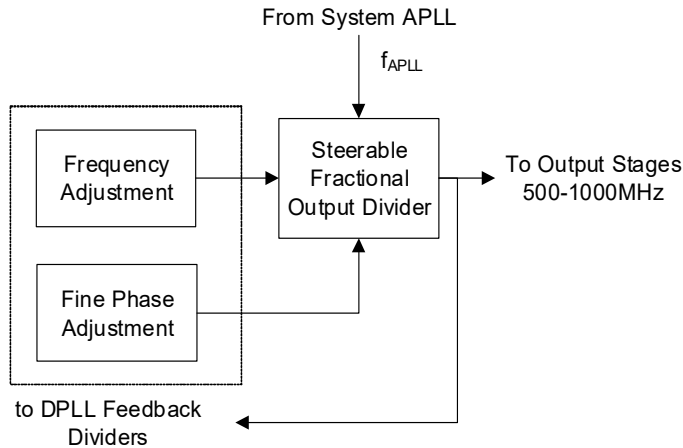 From System APLL
fAPLL
Frequency
Adjustment
Steerable
Fractional
Output Divider
To Output Stages
500-1000MHz
Fine Phase
Adjustment
to DPLL Feedback
Dividers